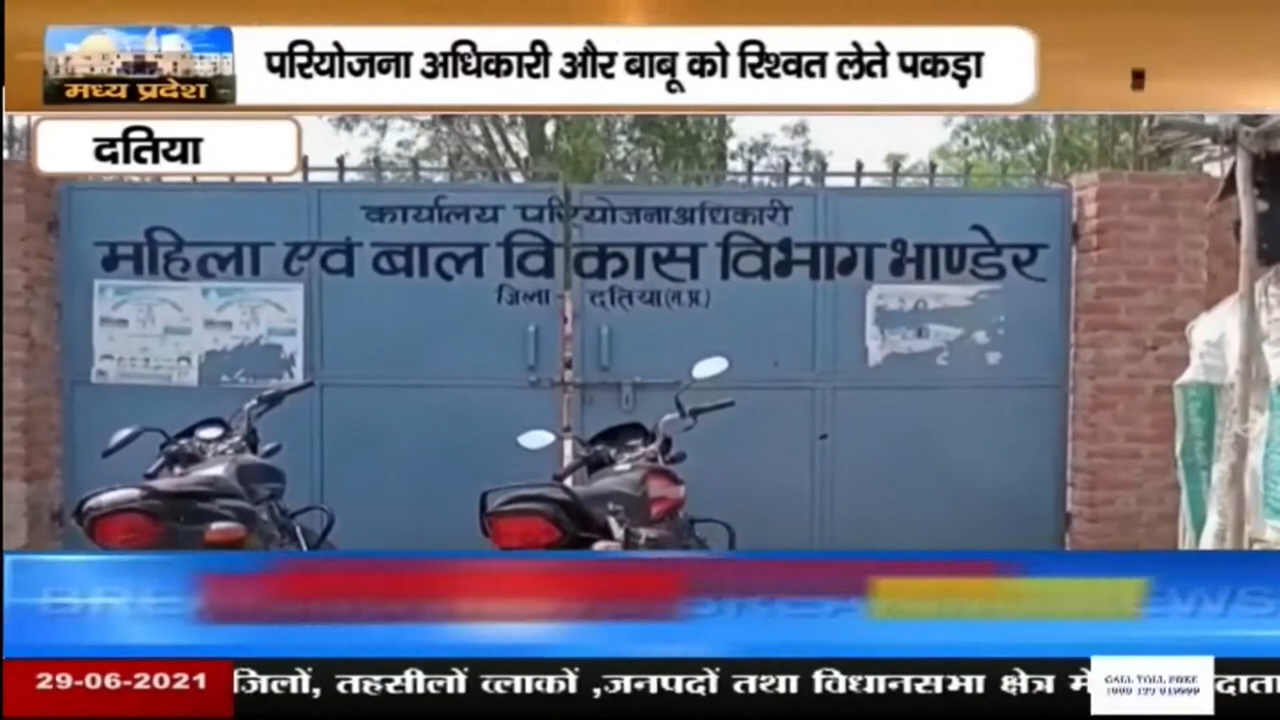 परियोजना अधिकारी और बाबू को रिश्वत लेते पकड़ा
मध्य प्रदेश
दतिया
कार्यालय परियोजनाअधिकारी
महिला एवं बाल विकास विभाग भाण्डेर
जिला - दतिया (म.प्र.)
29-06-2021 जिलों, तहसीलों ब्लाकों ,जनपदों तथा विधानसभा क्षेत्र में
CALL TOLL FREE